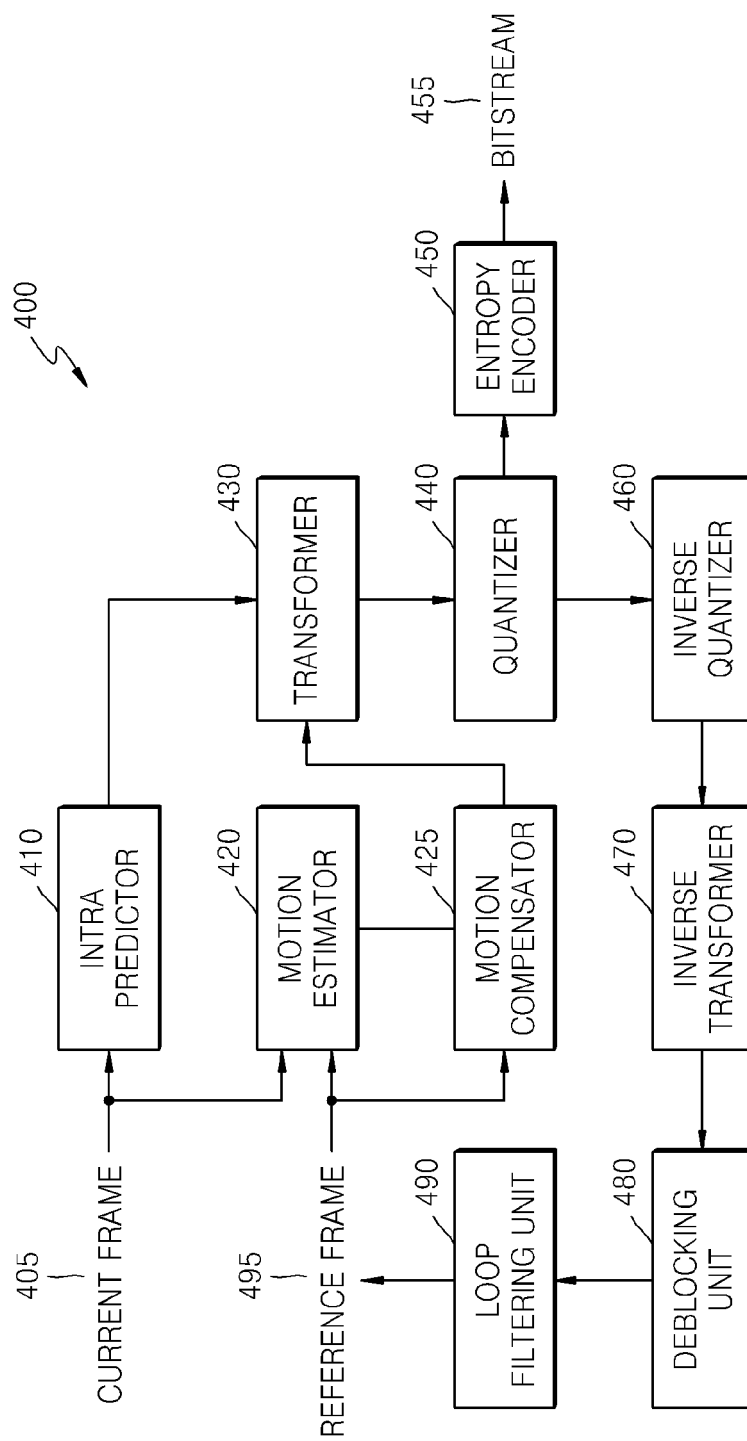 400
405
CURRENT FRAME
410
INTRA
PREDICTOR
495
REFERENCE FRAME
420
MOTION
ESTIMATOR
430
TRANSFORMER
490
LOOP
FILTERING UNIT
425
MOTION
COMPENSATOR
440
QUANTIZER
450
ENTROPY
ENCODER
455
BITSTREAM
480
DEBLOCKING
UNIT
470
INVERSE
TRANSFORMER
460
INVERSE
QUANTIZER